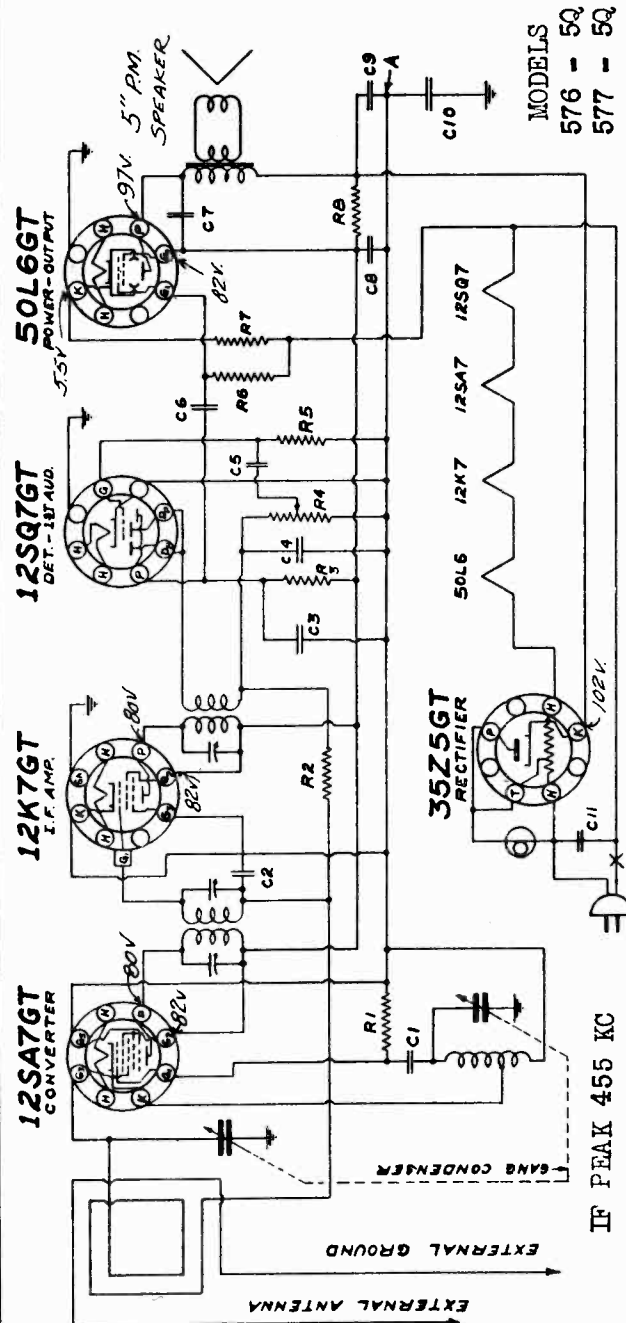 12SA7GT
CONVERTER
80V
82V
12K7GT
I.F. AMP.
80V
82V.
12SQ7GT
DET.-1ST AUD.
50L6GT
POWER-OUTPUT
5.5V
97V.
82V.
5" P.M.
SPEAKER
K
H
P
G
T
C1
C2
C3
C4
C5
C6
C7
C8
C9
C10
C11
R1
R2
R3
R4
R5
R6
R7
R8
A
GANG CONDENSER
EXTERNAL GROUND
EXTERNAL ANTENNA
IF PEAK 455 KC
35Z5GT
RECTIFIER
102V.
50L6
12K7
12SA7
12SQ7
MODELS
576 - 5Q
577 - 5Q